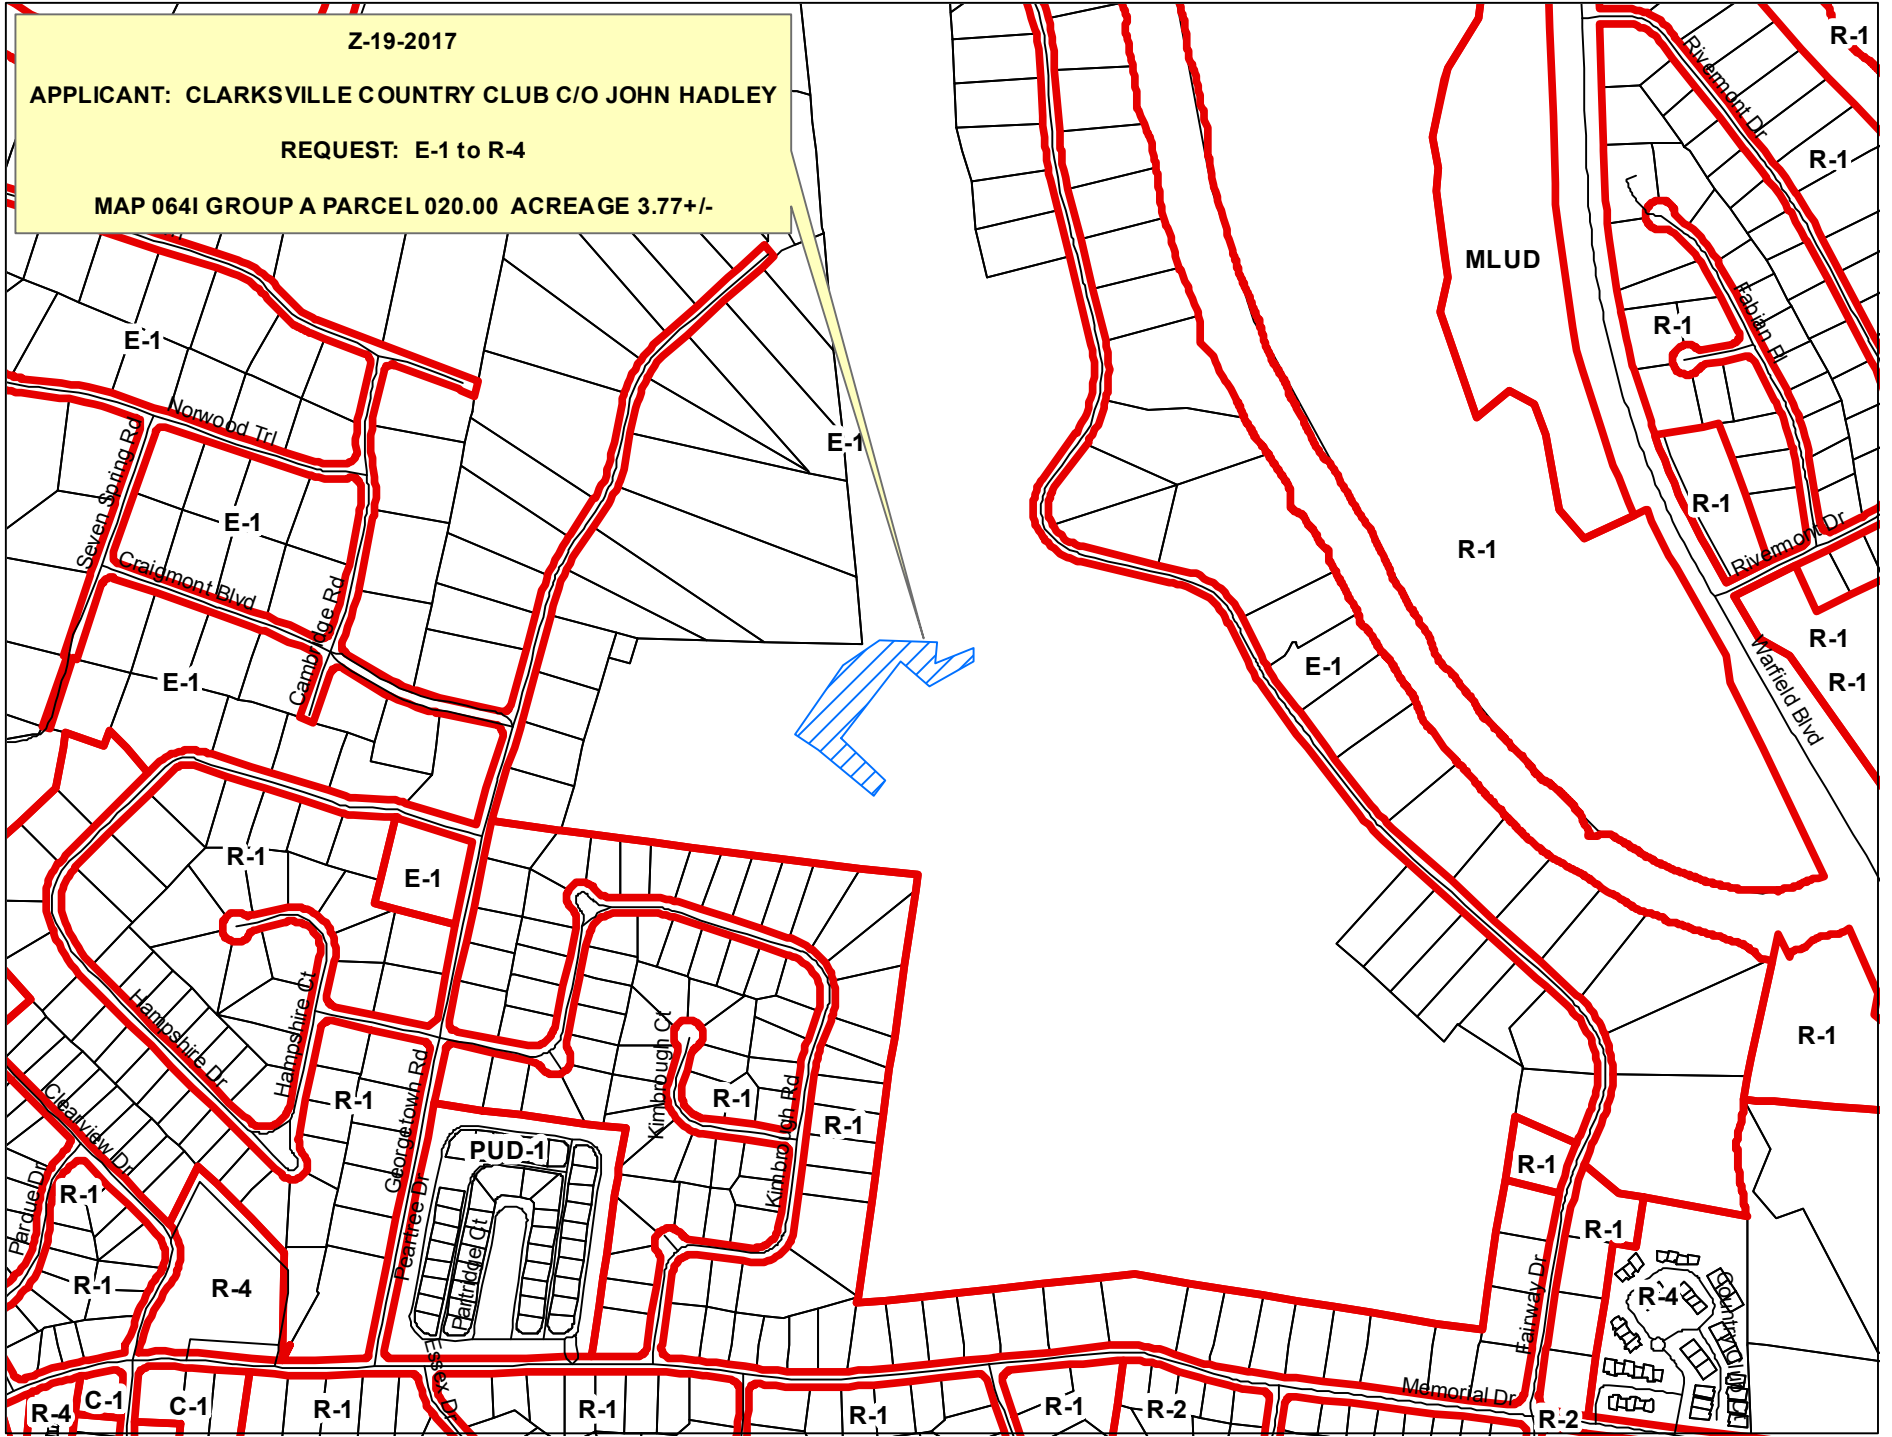 Z-19-2017
APPLICANT: CLARKSVILLE COUNTRY CLUB C/O JOHN HADLEY
REQUEST: E-1 to R-4
MAP 064I GROUP A PARCEL 020.00 ACREAGE 3.77+/-
R-1
Rivermont Dr
R-1
MLUD
Fabian Pl
R-1
E-1
Norwood Trl
E-1
Seven Spring Rd
E-1
R-1
R-1
Rivermont Dr
Craigmont Blvd
Cambridge Rd
E-1
E-1
R-1
Warfield Blvd
R-1
R-1
E-1
Hampshire Ct
Hampshire Dr
Kimbrough Ct
R-1
Clearview Dr
R-1
Georgetown Rd
R-1
Kimbrough Rd
R-1
PUD-1
Pardue Dr
R-1
R-1
Peartree Dr
Partridge Ct
R-1
R-1
R-4
R-4
Country Club
Fairway Dr
Essex Dr
Memorial Dr
R-4
C-1
C-1
R-1
R-1
R-1
R-1
R-2
R-2